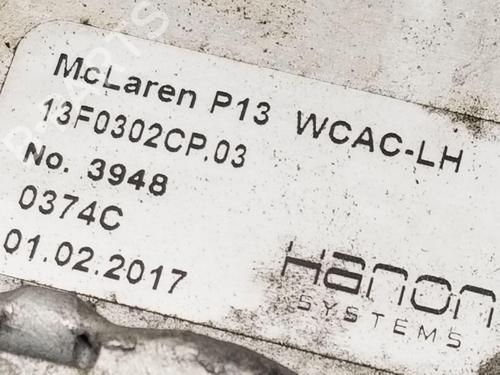 McLaren P13 WCAC-LH
13F0302CP.03
No. 3948
0374C
01.02.2017
Hanon
SYSTEMS